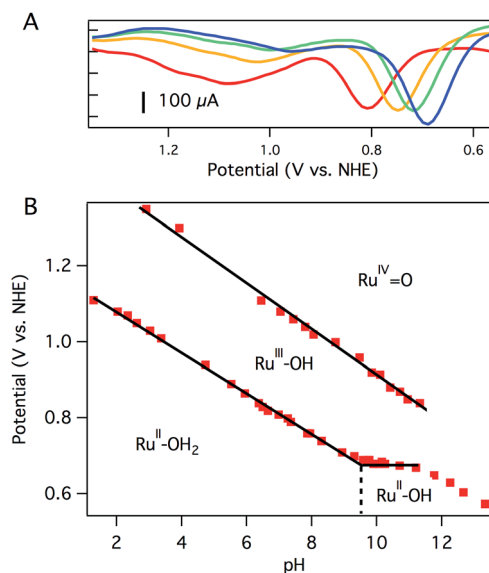 A
100 µA
1.2 1.0 0.8 0.6
Potential (V vs. NHE)
B
Potential (V vs. NHE)
1.2
1.0
0.8
0.6
Ru^IV=O
Ru^III-OH
Ru^II-OH₂
Ru^II-OH
2 4 6 8 10 12
pH